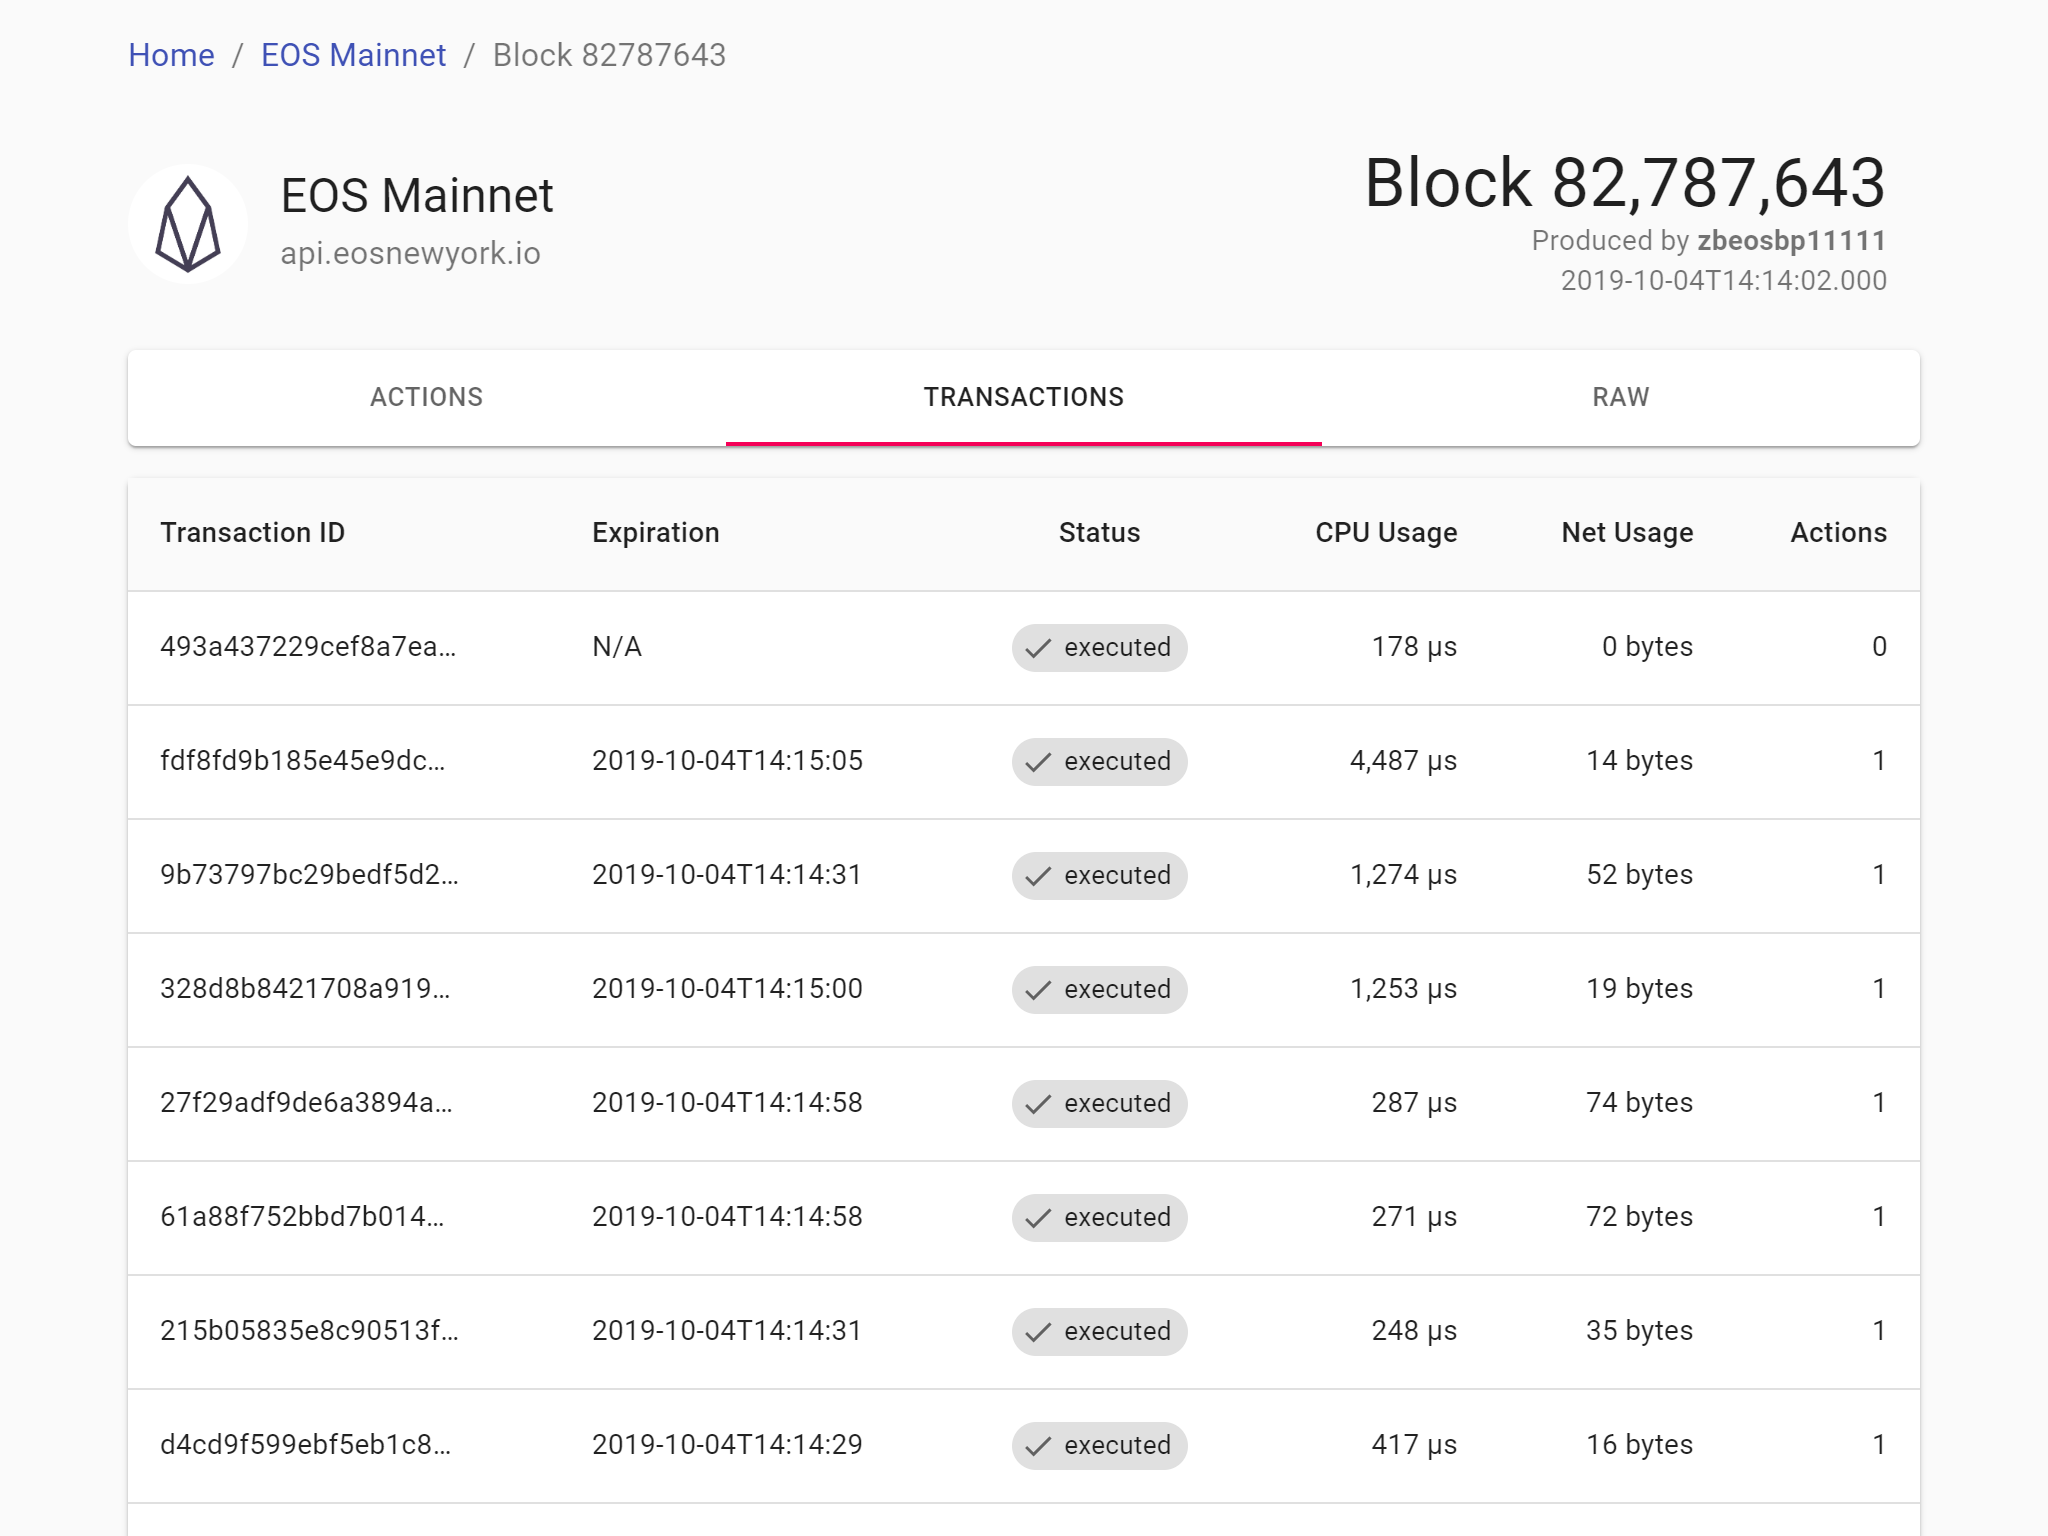 Home / EOS Mainnet / Block 82787643
EOS Mainnet
api.eosnewyork.io
Block 82,787,643
Produced by zbeosbp11111
2019-10-04T14:14:02.000
ACTIONS TRANSACTIONS RAW
Transaction ID Expiration Status CPU Usage Net Usage Actions
493a437229cef8a7ea… N/A executed 178 µs 0 bytes 0
fdf8fd9b185e45e9dc… 2019-10-04T14:15:05 executed 4,487 µs 14 bytes 1
9b73797bc29bedf5d2… 2019-10-04T14:14:31 executed 1,274 µs 52 bytes 1
328d8b8421708a919… 2019-10-04T14:15:00 executed 1,253 µs 19 bytes 1
27f29adf9de6a3894a… 2019-10-04T14:14:58 executed 287 µs 74 bytes 1
61a88f752bbd7b014… 2019-10-04T14:14:58 executed 271 µs 72 bytes 1
215b05835e8c90513f… 2019-10-04T14:14:31 executed 248 µs 35 bytes 1
d4cd9f599ebf5eb1c8… 2019-10-04T14:14:29 executed 417 µs 16 bytes 1